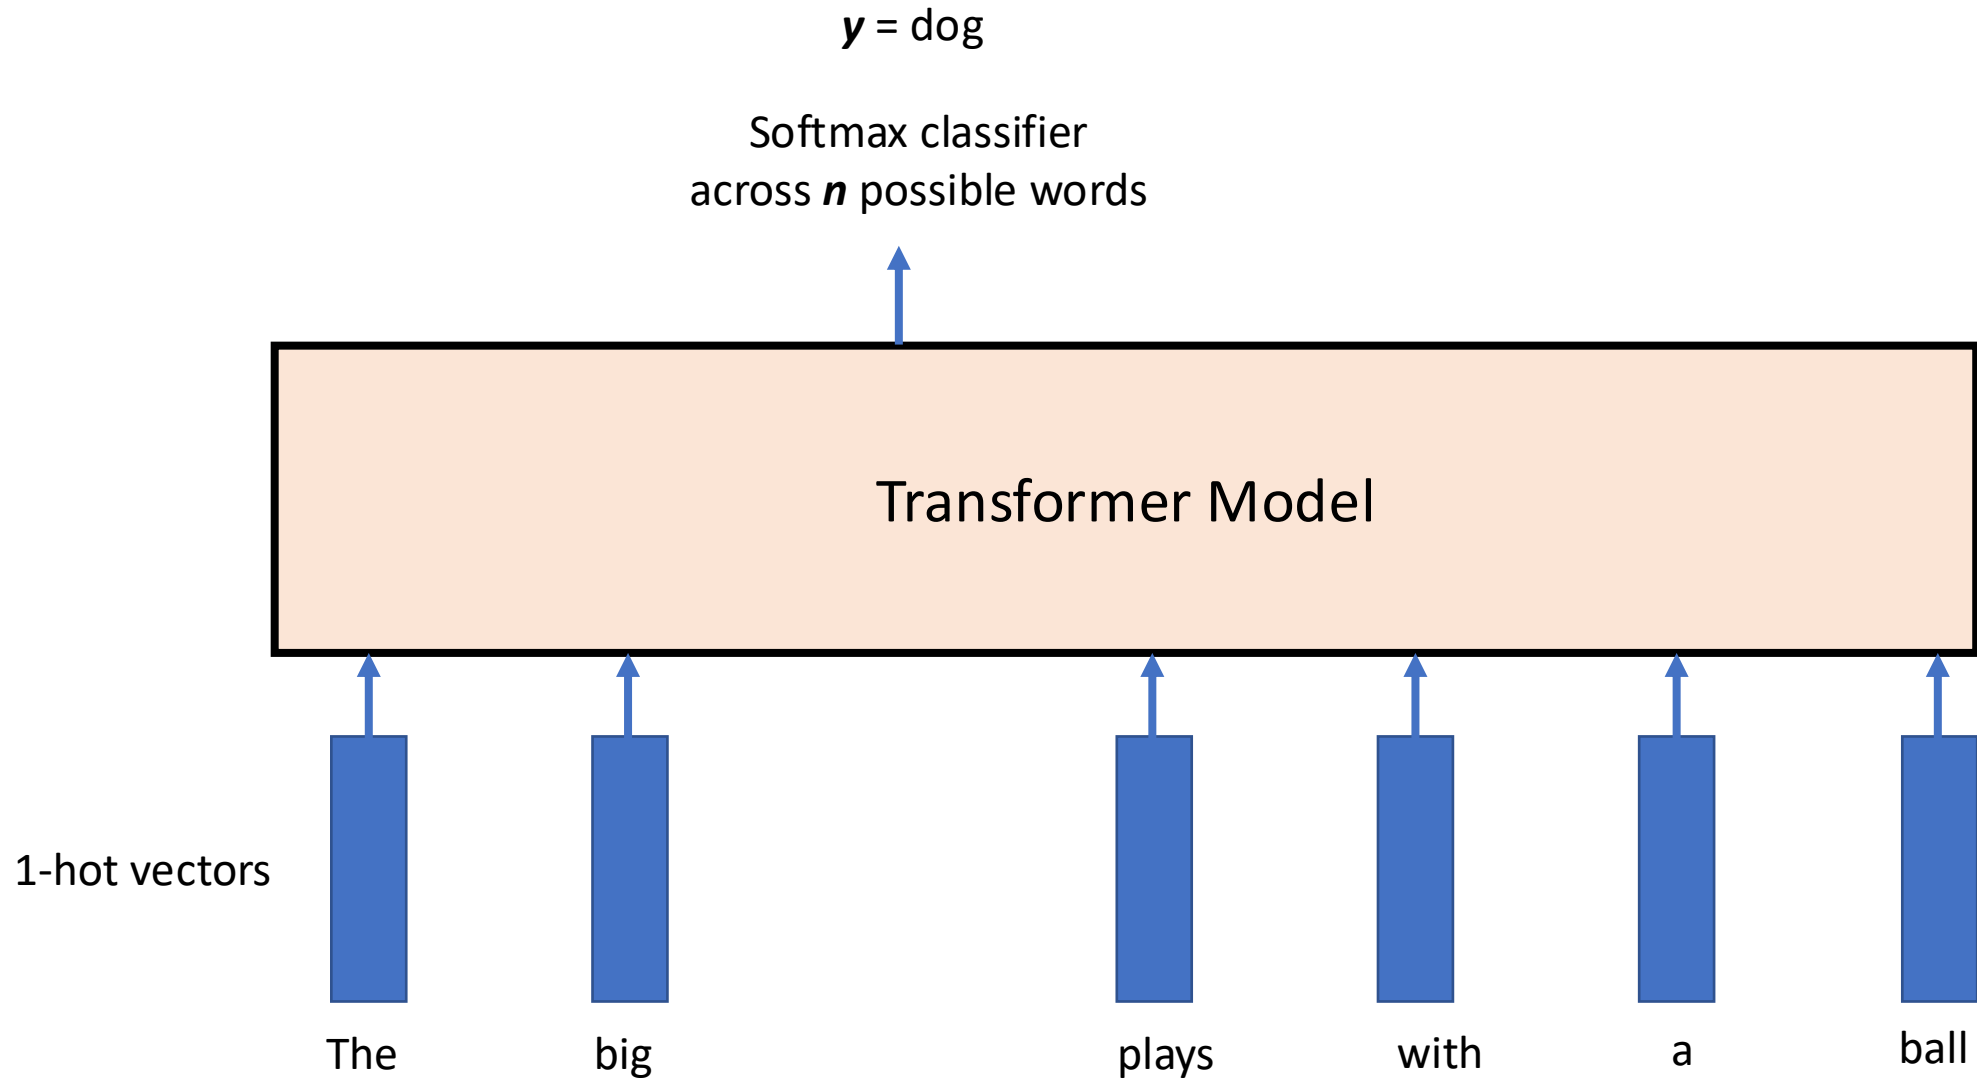 y = dog
Softmax classifier
across n possible words
Transformer Model
1-hot vectors
The big plays with a ball